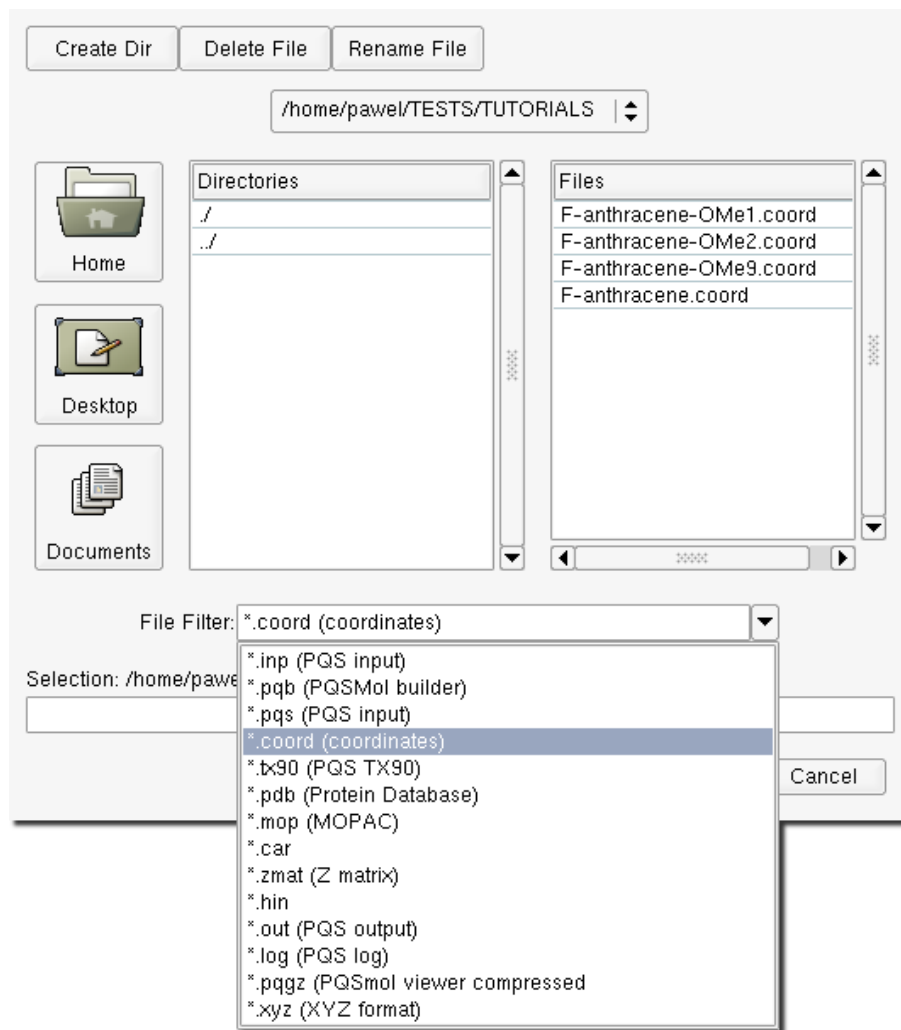 Create Dir Delete File Rename File
/home/pawel/TESTS/TUTORIALS
Home
Desktop
Documents
Directories
./
../
Files
F-anthracene-OMe1.coord
F-anthracene-OMe2.coord
F-anthracene-OMe9.coord
F-anthracene.coord
File Filter: *.coord (coordinates)
Selection: /home/pawe
*.inp (PQS input)
*.pqb (PQSMol builder)
*.pqs (PQS input)
*.coord (coordinates)
*.tx90 (PQS TX90)
*.pdb (Protein Database)
*.mop (MOPAC)
*.car
*.zmat (Z matrix)
*.hin
*.out (PQS output)
*.log (PQS log)
*.pqgz (PQSmol viewer compressed
*.xyz (XYZ format)
Cancel